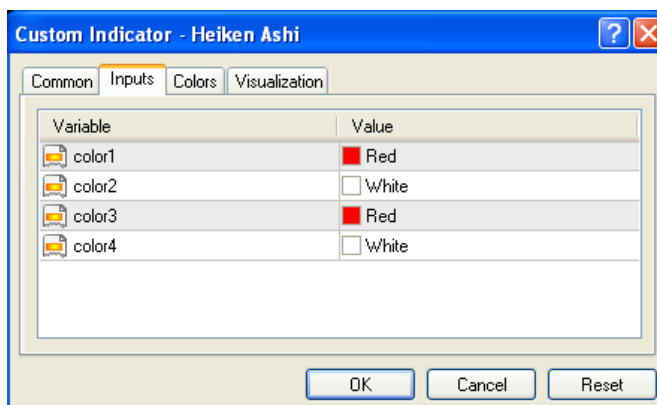 Custom Indicator - Heiken Ashi
?
Common Inputs Colors Visualization
Variable Value
color1 Red
color2 White
color3 Red
color4 White
OK Cancel Reset